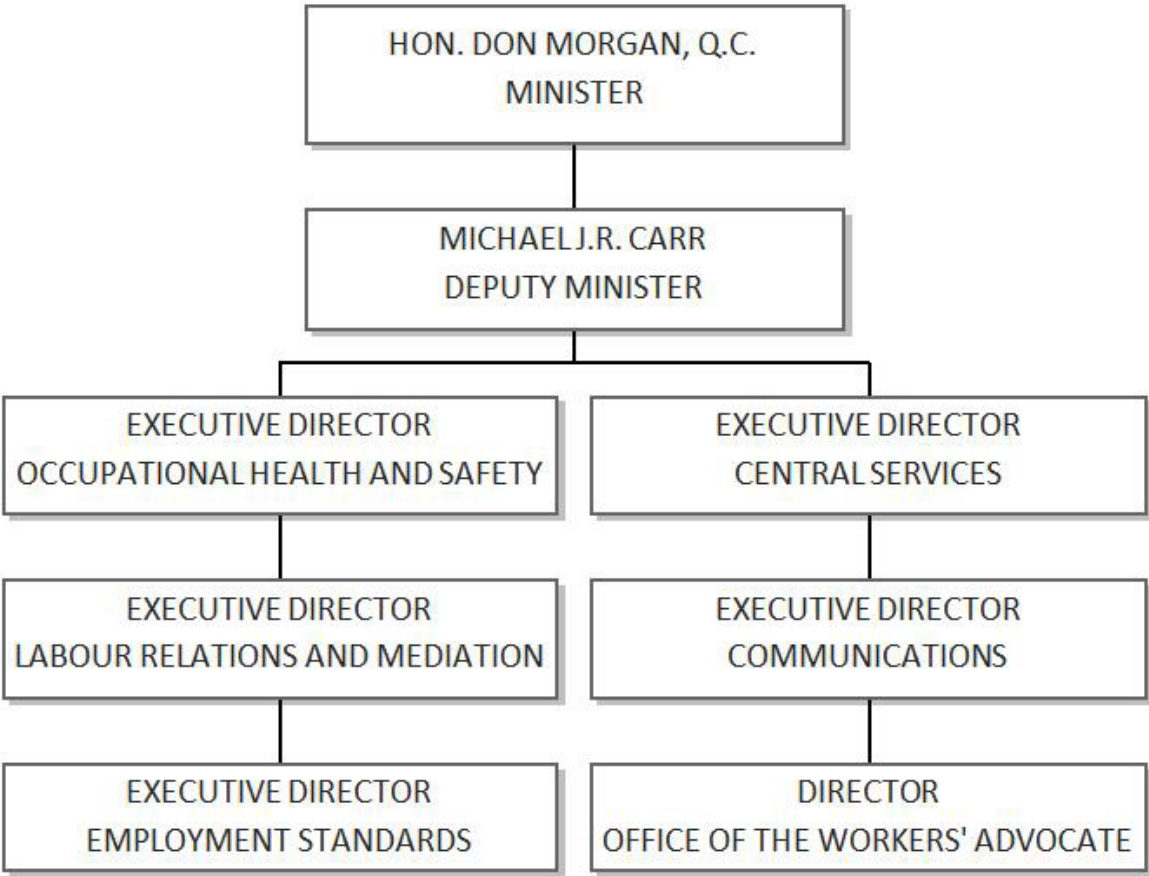 HON. DON MORGAN, Q.C.
MINISTER
MICHAEL J.R. CARR
DEPUTY MINISTER
EXECUTIVE DIRECTOR
OCCUPATIONAL HEALTH AND SAFETY
EXECUTIVE DIRECTOR
CENTRAL SERVICES
EXECUTIVE DIRECTOR
LABOUR RELATIONS AND MEDIATION
EXECUTIVE DIRECTOR
COMMUNICATIONS
EXECUTIVE DIRECTOR
EMPLOYMENT STANDARDS
DIRECTOR
OFFICE OF THE WORKERS' ADVOCATE